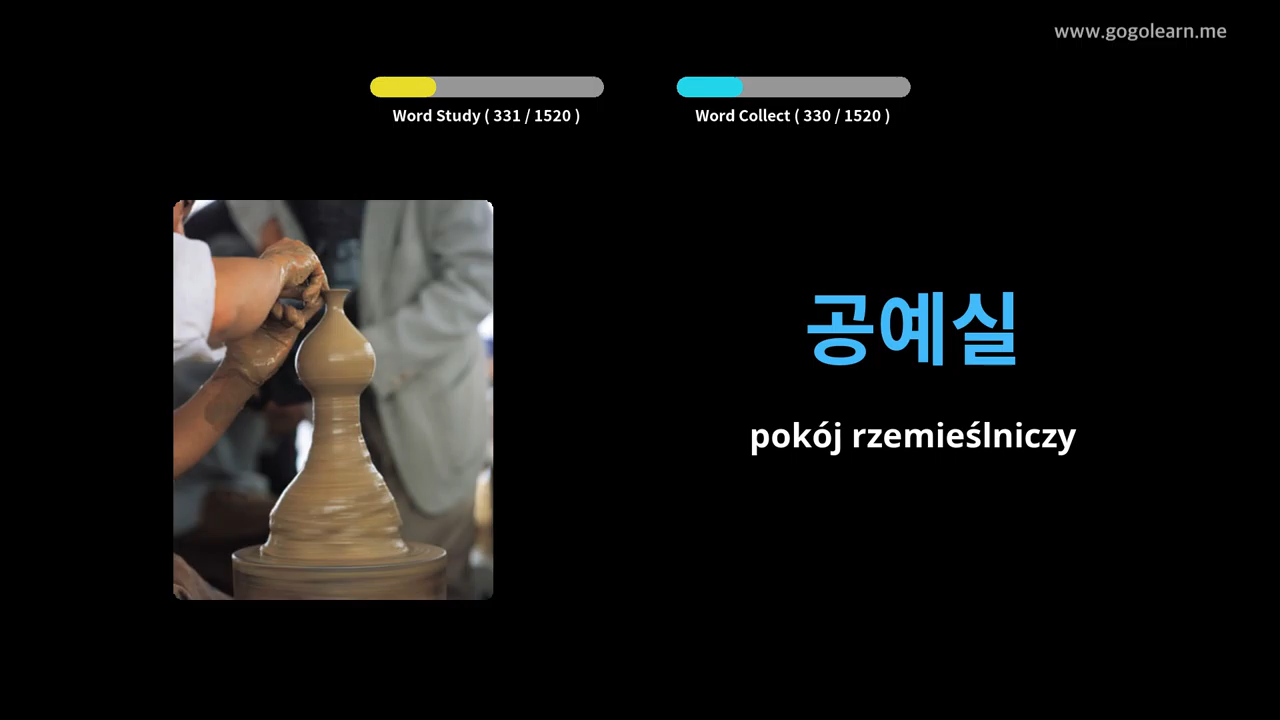 www.gogolearn.me
Word Study ( 331 / 1520 )
Word Collect ( 330 / 1520 )
공예실
pokój rzemieślniczy